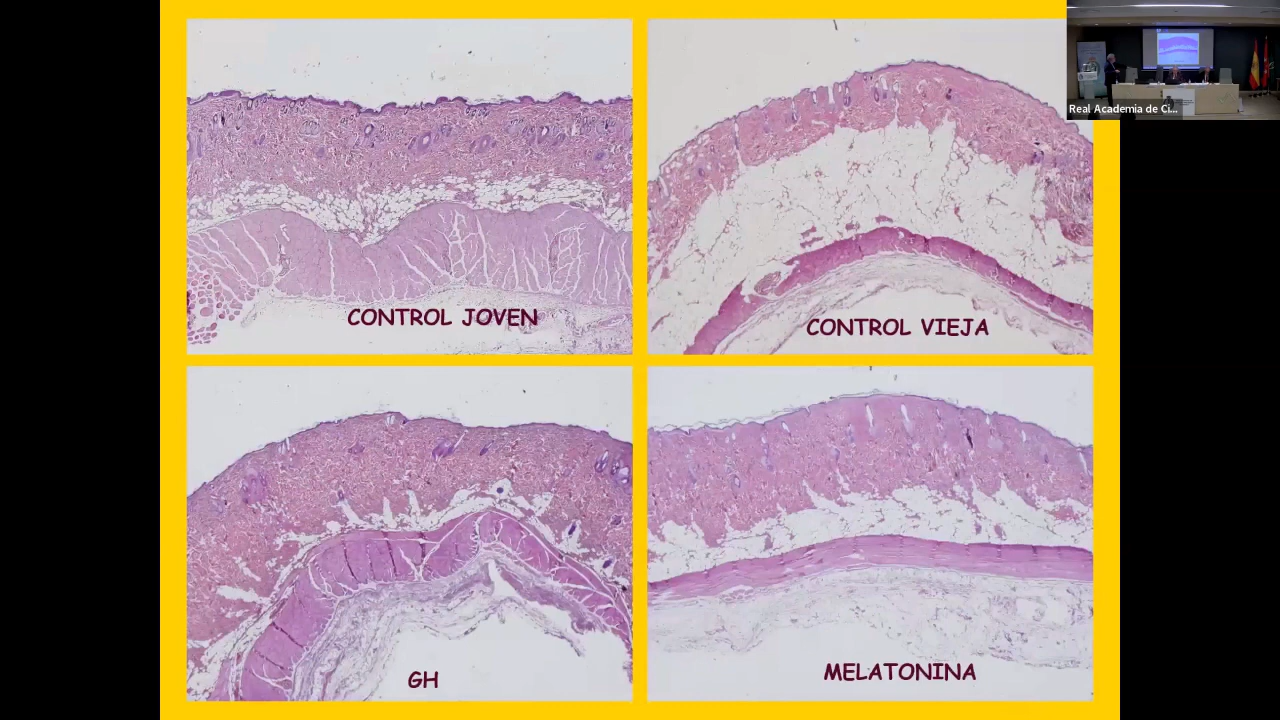 Real Academia de Ci...
CONTROL JOVEN
CONTROL VIEJA
GH
MELATONINA